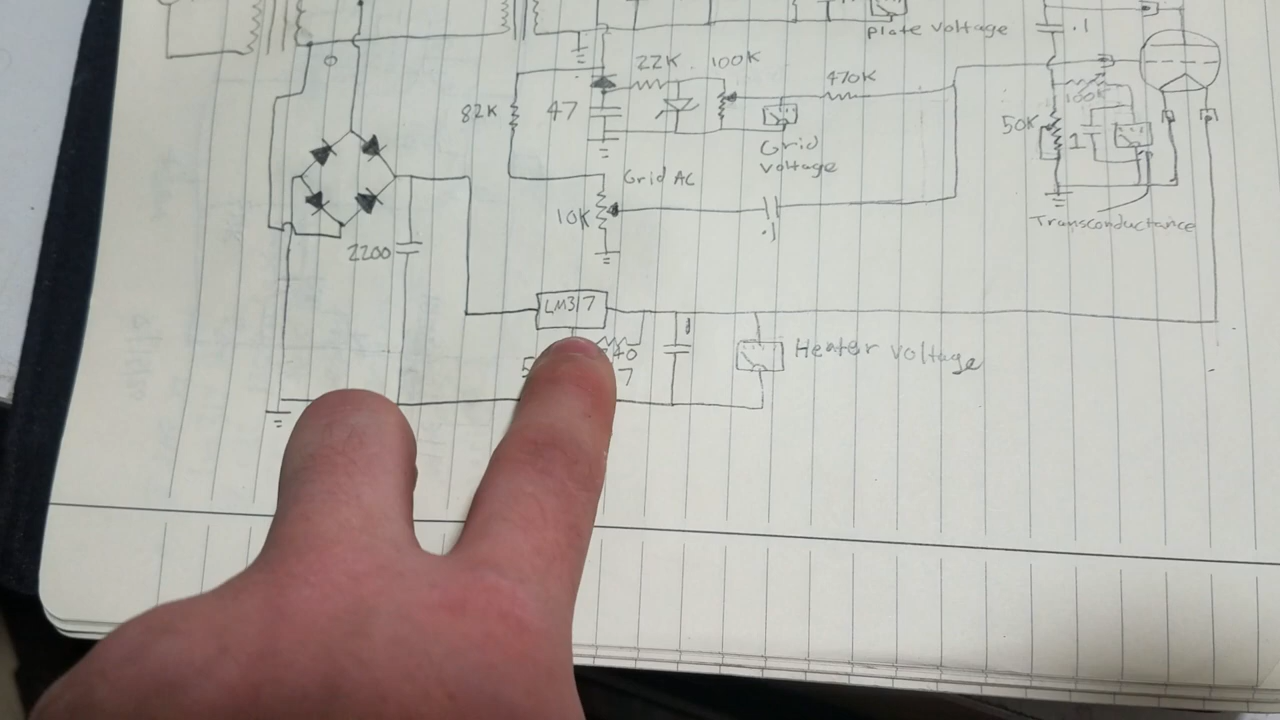 Plate Voltage
.1
22K
100K
470K
82K
47
100K
50K
1
Grid
Voltage
Grid AC
10K
.1
Transconductance
2200
LM317
Heater Voltage